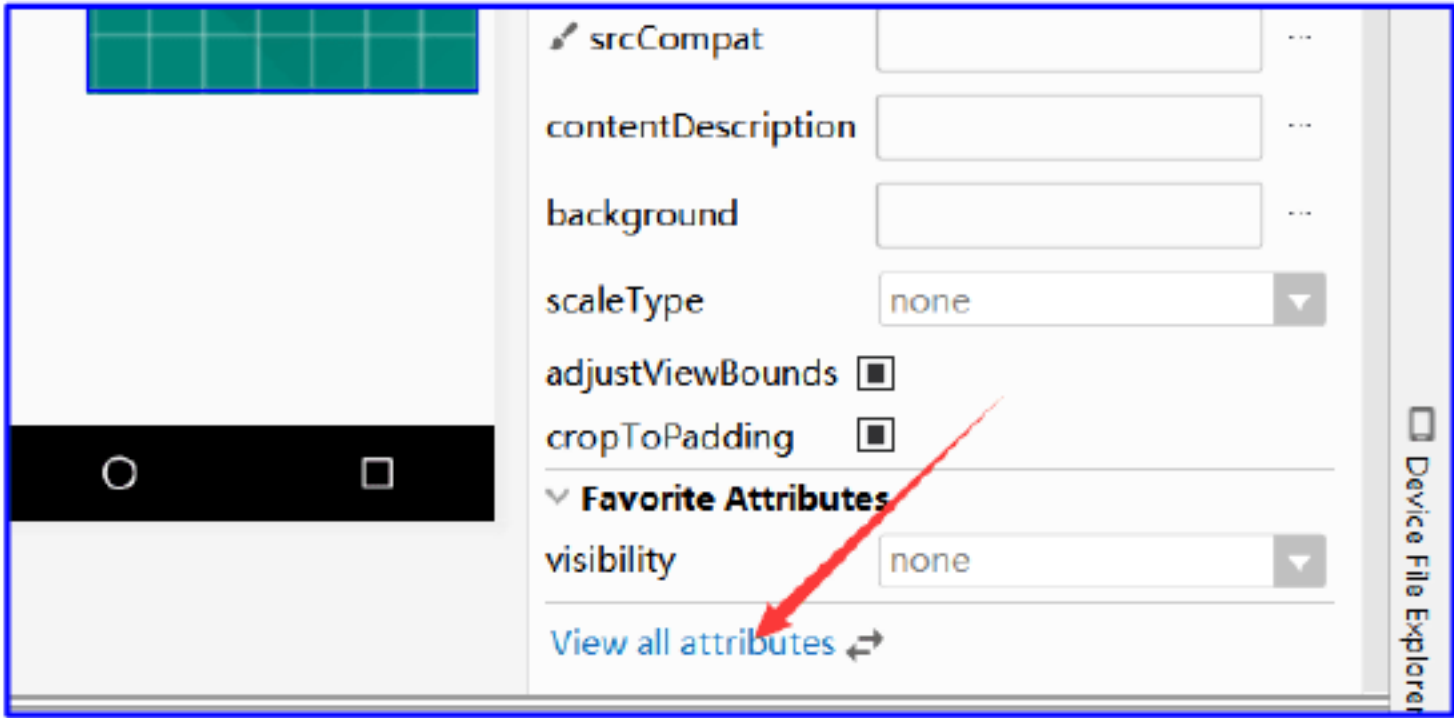 srcCompat
contentDescription
background
scaleType none
adjustViewBounds
cropToPadding
Favorite Attributes
visibility none
View all attributes
Device File Explorer